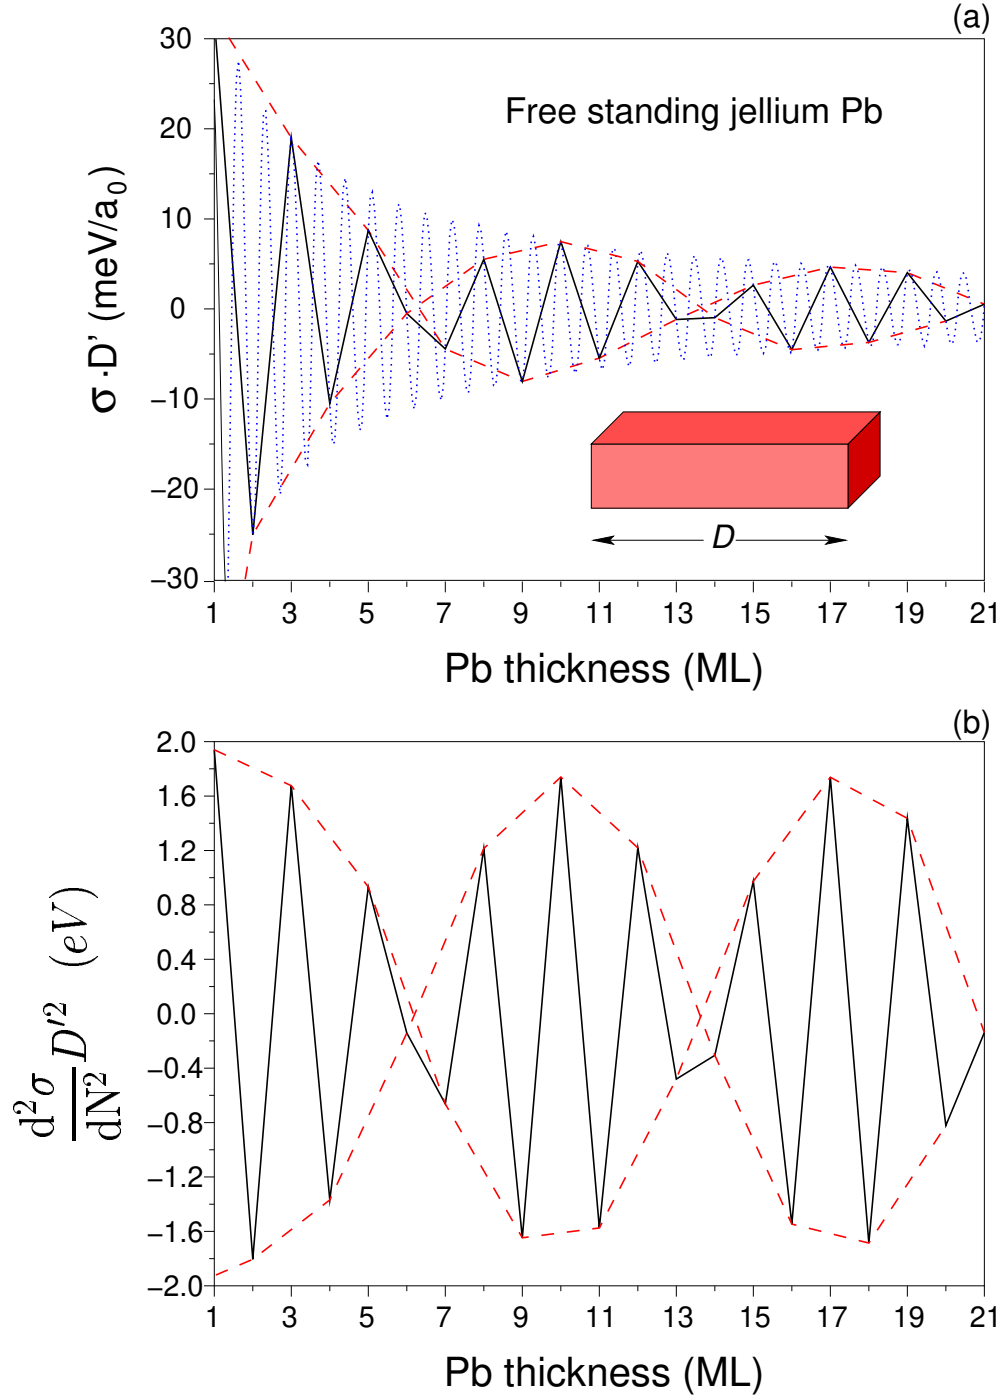 (a)
30
20
10
0
−10
−20
−30
σ·D' (meV/a₀)
Free standing jellium Pb
D
1 3 5 7 9 11 13 15 17 19 21
Pb thickness (ML)
(b)
2.0
1.6
1.2
0.8
0.4
0.0
−0.4
−0.8
−1.2
−1.6
−2.0
d²σ/dN² D'² (eV)
1 3 5 7 9 11 13 15 17 19 21
Pb thickness (ML)